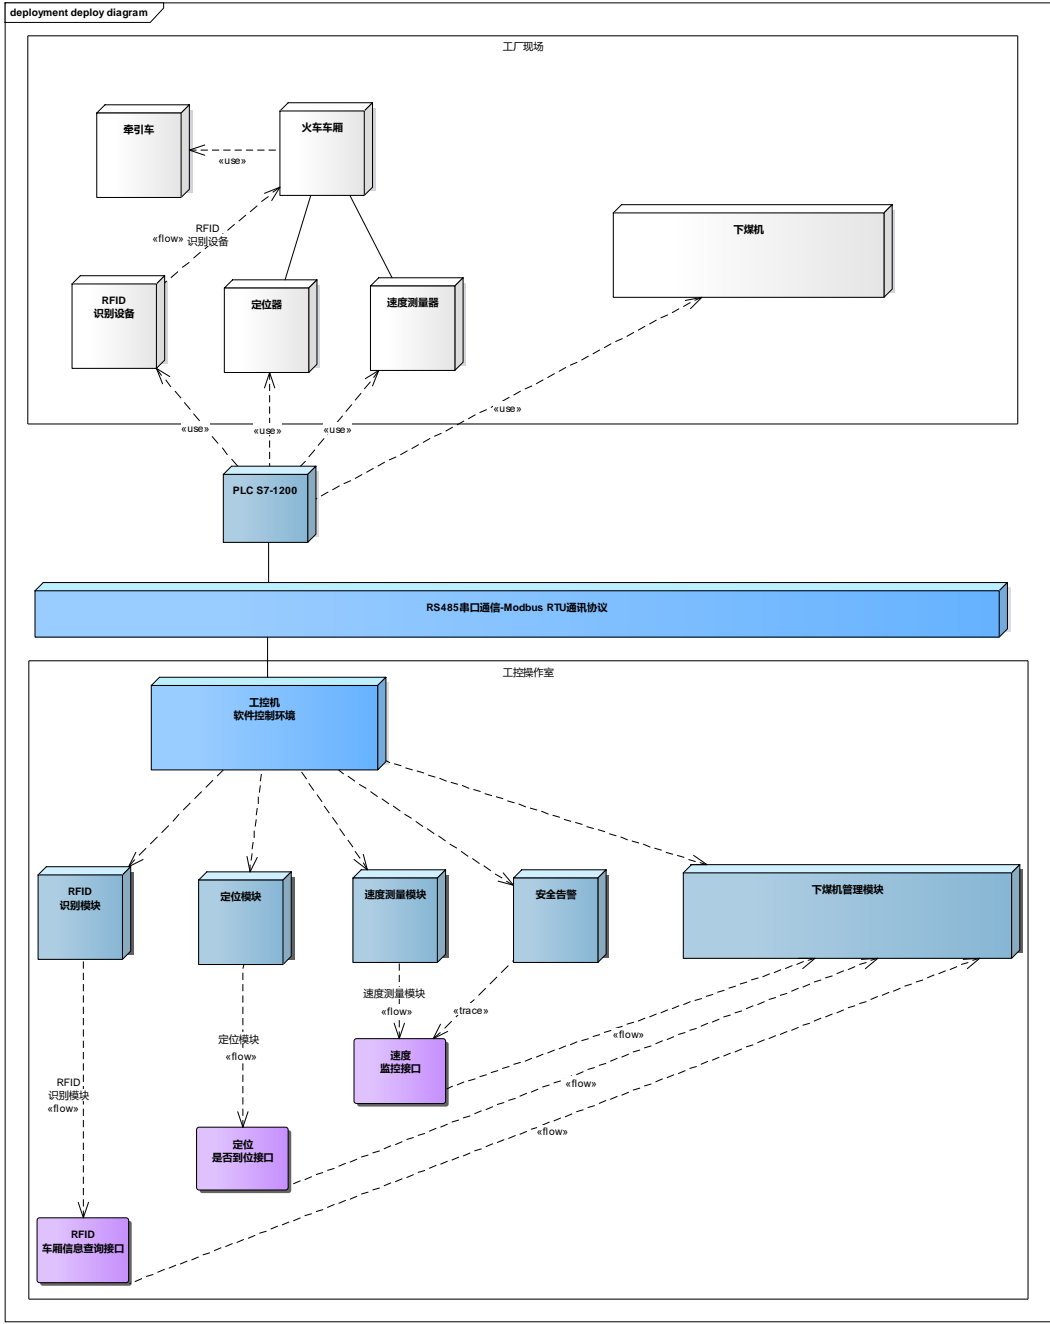 deployment deploy diagram
工厂现场
牵引车
火车车厢
«use»
RFID
识别设备
«flow»
下煤机
RFID
识别设备
定位器
速度测量器
«use»
«use»
«use»
«use»
PLC S7-1200
RS485串口通信-Modbus RTU通讯协议
工控操作室
工控机
软件控制环境
RFID
识别模块
定位模块
速度测量模块
安全告警
下煤机管理模块
速度测量模块
«flow»
«trace»
定位模块
«flow»
速度
监控接口
«flow»
RFID
识别模块
«flow»
«flow»
定位
是否到位接口
«flow»
RFID
车厢信息查询接口